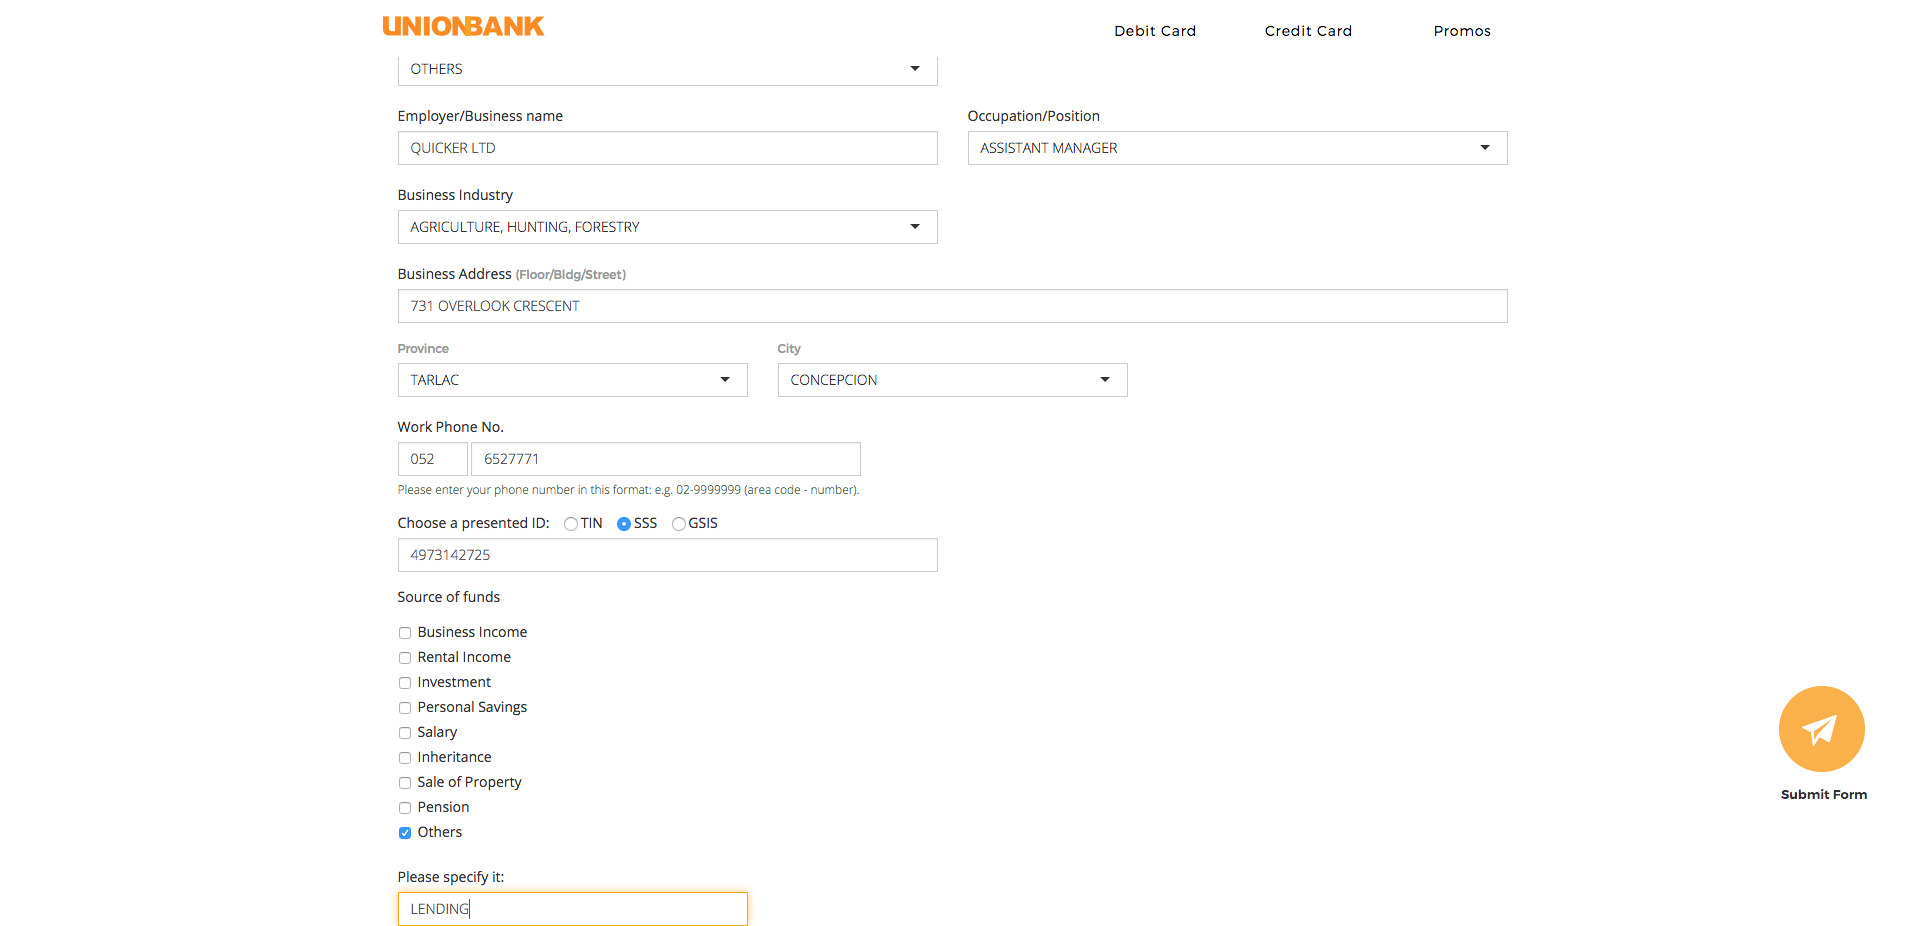 UNIONBANK
Debit Card Credit Card Promos
OTHERS
Employer/Business name Occupation/Position
QUICKER LTD ASSISTANT MANAGER
Business Industry
AGRICULTURE, HUNTING, FORESTRY
Business Address (Floor/Bldg/Street)
731 OVERLOOK CRESCENT
Province City
TARLAC CONCEPCION
Work Phone No.
052 6527771
Please enter your phone number in this format: e.g. 02-9999999 (area code - number).
Choose a presented ID: TIN SSS GSIS
4973142725
Source of funds
Business Income
Rental Income
Investment
Personal Savings
Salary
Inheritance
Sale of Property
Pension
Others
Submit Form
Please specify it:
LENDING